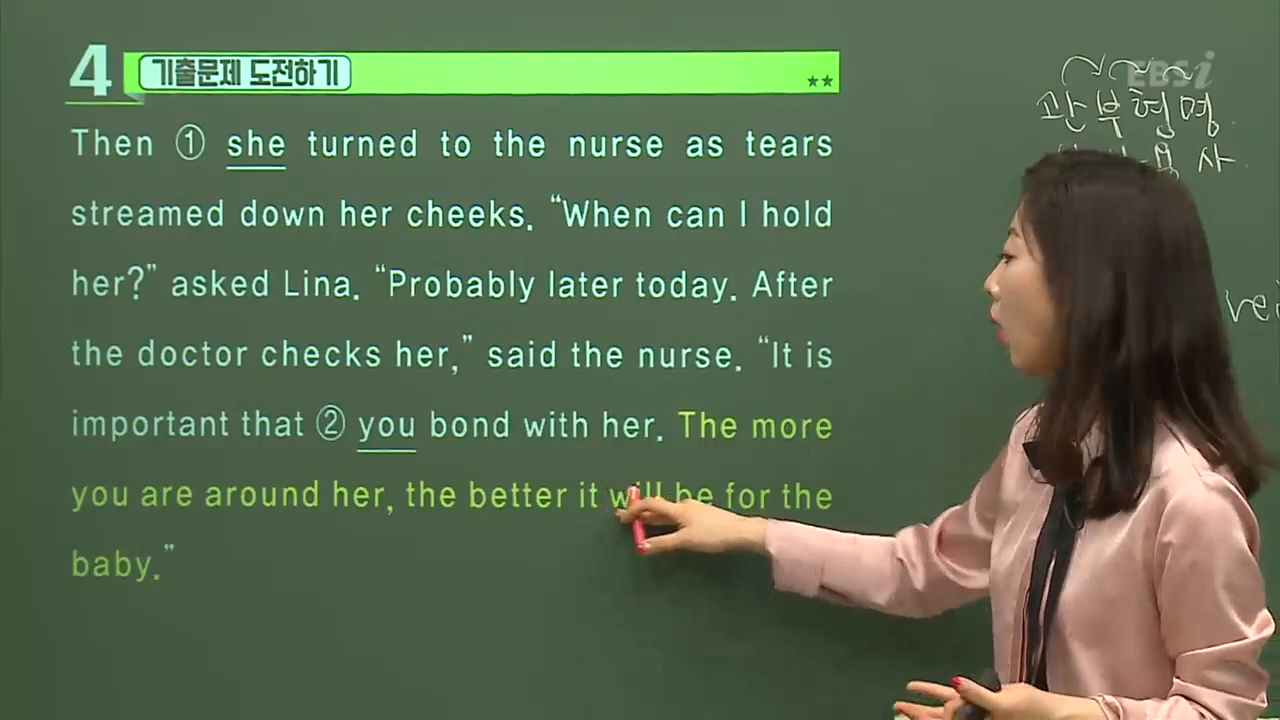 4 기출문제 도전하기 ★★
EBSi
관 부 형 명
사
Then ① she turned to the nurse as tears
streamed down her cheeks. “When can I hold
her?” asked Lina. “Probably later today. After
the doctor checks her,” said the nurse. “It is
important that ② you bond with her. The more
you are around her, the better it will be for the
baby.”